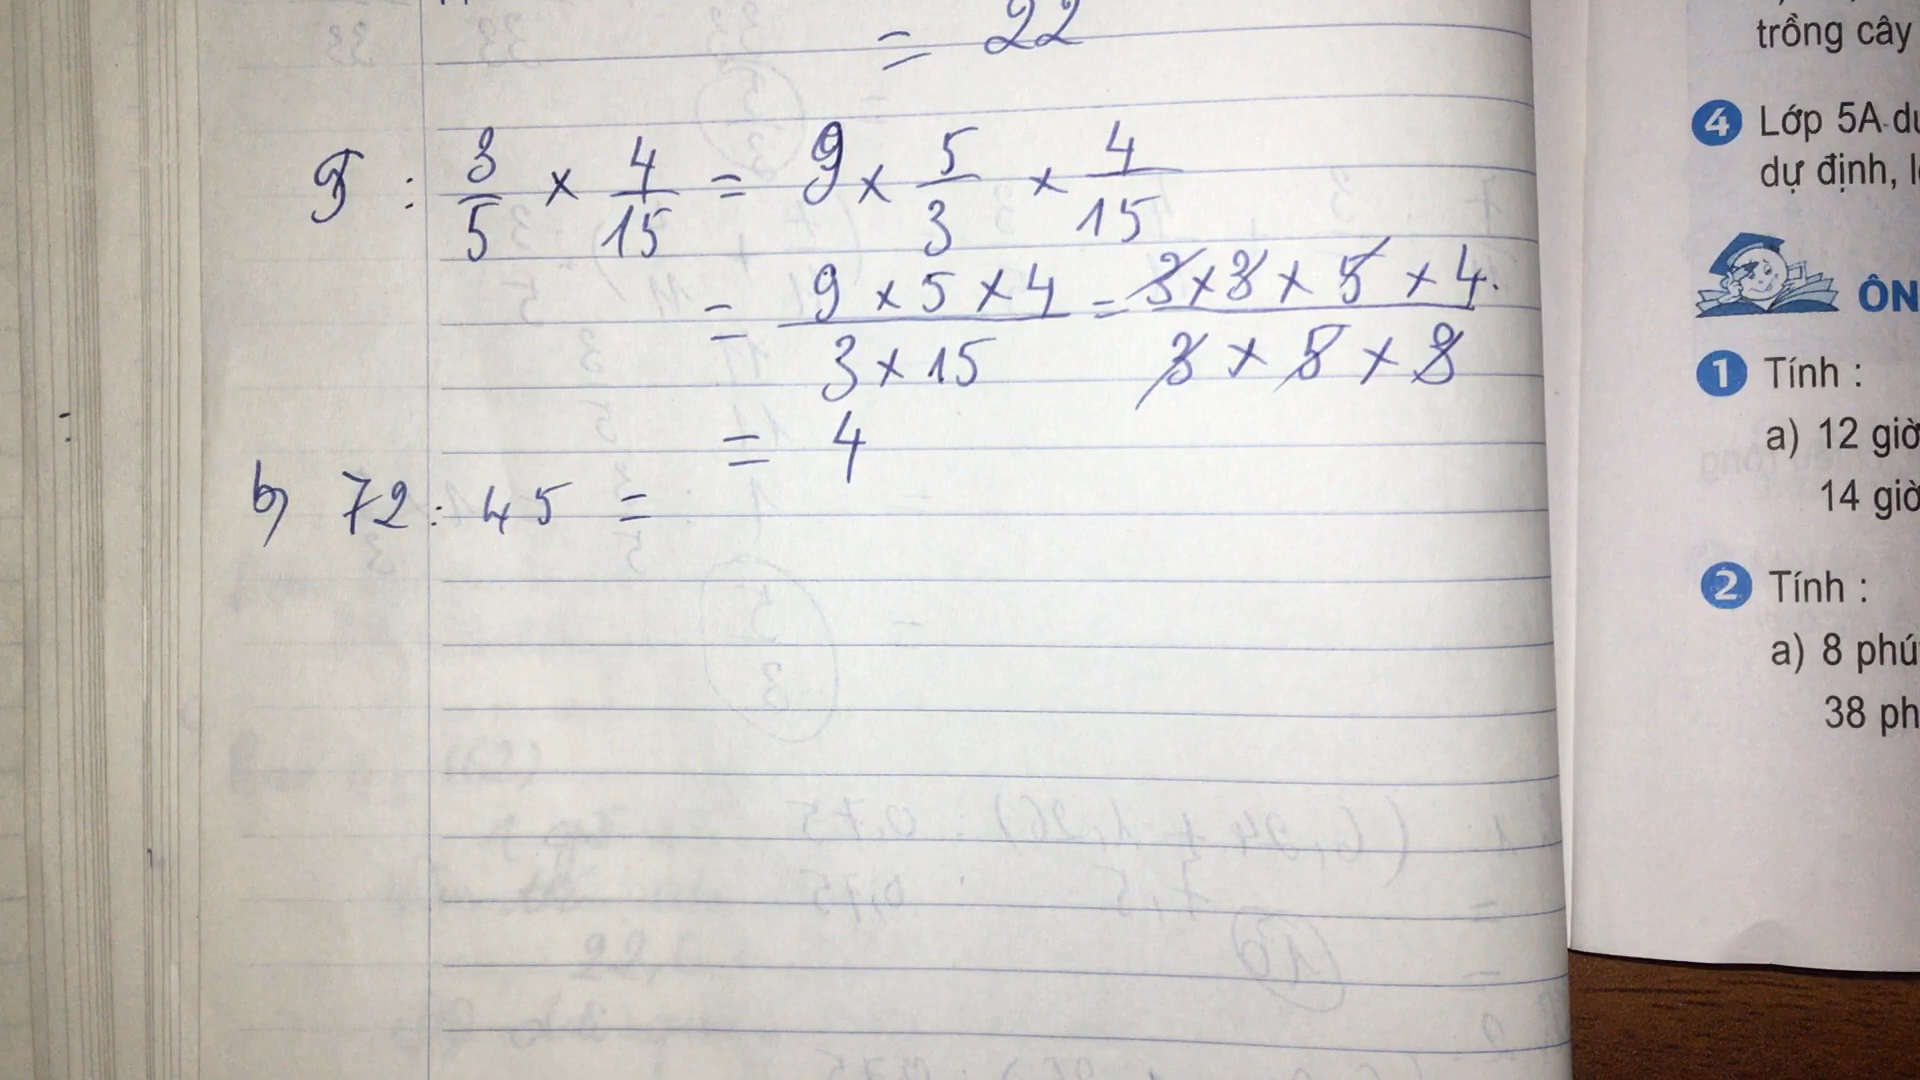 = 22
9 : 3/5 × 4/15 = 9 × 5/3 × 4/15
= 9 × 5 × 4 / 3 × 15 = 3 × 3 × 5 × 4. / 3 × 5 × 3
= 4
b) 72 : 45 =
trồng cây
4 Lớp 5A
dự định,
ÔN
1 Tính :
a) 12 giờ
14 giờ
2 Tính :
a) 8 phú
38 ph